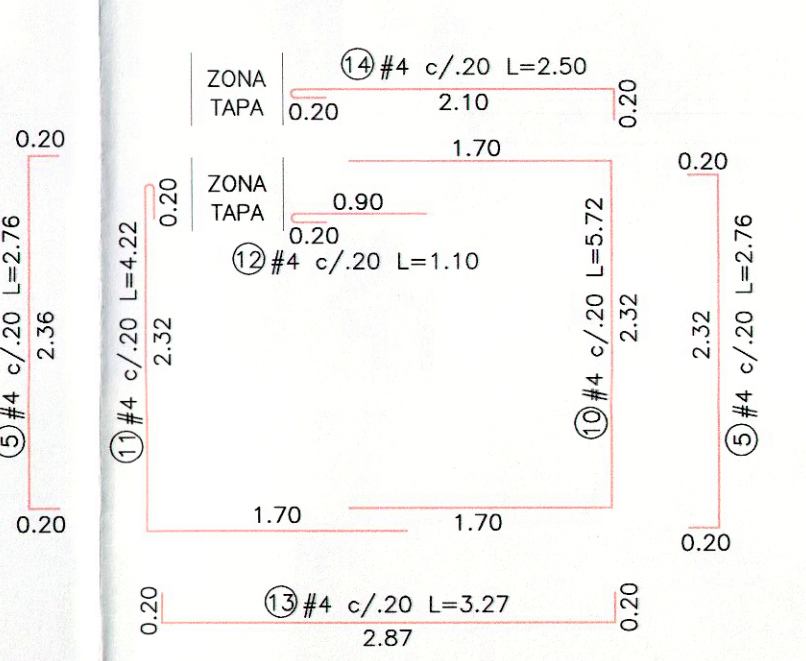 ZONA
TAPA
14 #4 c/.20 L=2.50
0.20
2.10
0.20
0.20
5 #4 c/.20 L=2.76
2.36
0.20
1.70
ZONA
TAPA
0.20
0.90
0.20
12 #4 c/.20 L=1.10
11 #4 c/.20 L=4.22
2.32
10 #4 c/.20 L=5.72
2.32
0.20
2.32
5 #4 c/.20 L=2.76
0.20
1.70
1.70
0.20
13 #4 c/.20 L=3.27
0.20
2.87